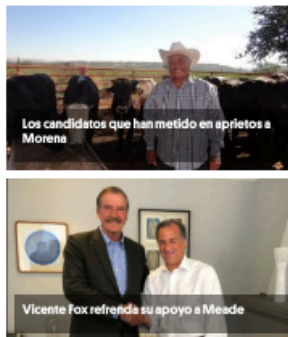 Los candidatos que han metido en aprietos a
Morena
Vicente Fox refrenda su apoyo a Meade